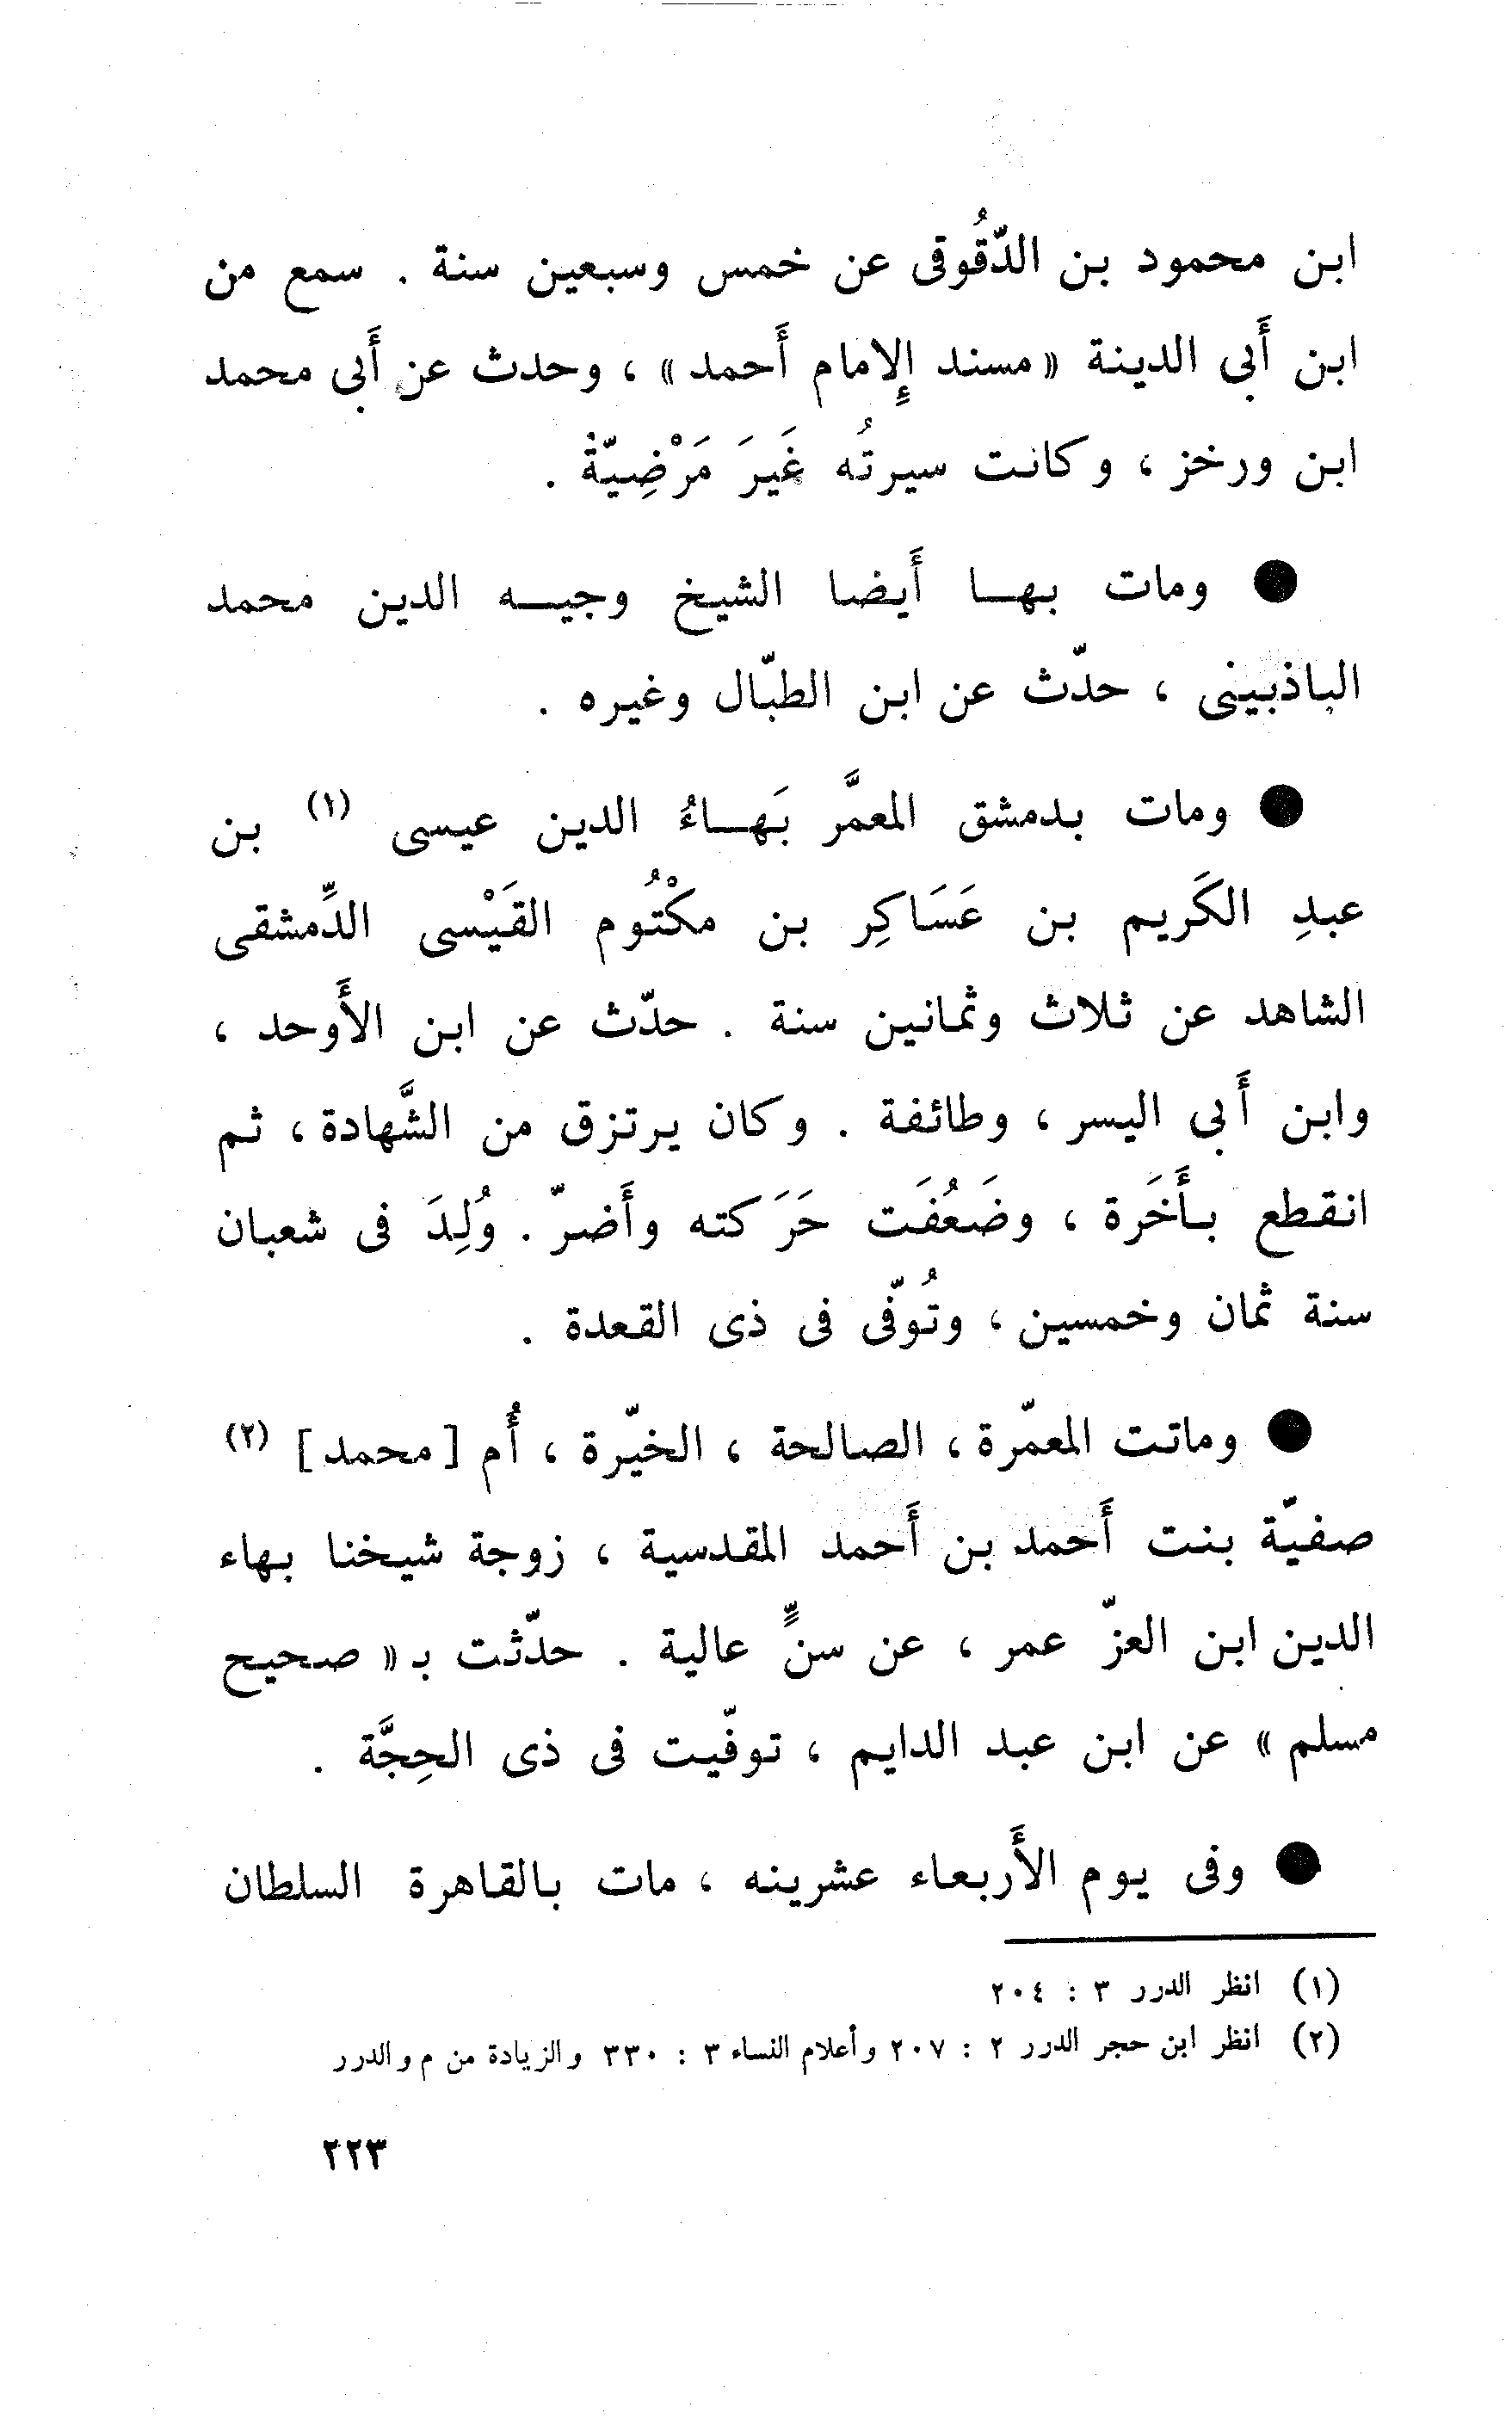 ابن محمود بن الدّقُوقى عن خمس وسبعين سنة . سمع من
ابن أَبى الدينة « مسند الإِمام أَحمد » ، وحدث عن أَبى محمد
ابن ورخز ، وكانت سيرتُه غَيرَ مَرْضِيّة .
● ومات بهـا أَيضا الشيخ وجيـه الدين محمد
الباذبينى ، حدّث عن ابن الطبّال وغيره .
● ومات بدمشق المعمَّر بَهـاءُ الدين عيسى (١) بن
عبدِ الكَريم بن عَسَاكِر بن مكْتُوم القَيْسى الدِّمشقى
الشاهد عن ثلاث وثمانين سنة . حدّث عن ابن الأَوحد ،
وابن أَبى اليسر ، وطائفة . وكان يرتزق من الشَّهادة ، ثم
انقطع بأَخَرة ، وضَعُفَت حَرَكته وأَضرّ . وُلِدَ فى شعبان
سنة ثمان وخمسين ، وتُوفّى فى ذى القعدة .
● وماتت المعمّرة ، الصالحة ، الخيّرة ، أُم [محمد] (٢)
صفيّة بنت أَحمد بن أَحمد المقدسية ، زوجة شيخنا بهاء
الدين ابن العزّ عمر ، عن سنٍّ عالية . حدّثت بـ « صحيح
مسلم » عن ابن عبد الدايم ، توفّيت فى ذى الحِجَّة .
● وفى يوم الأَربعاء عشرينه ، مات بالقاهرة السلطان
(١) انظر الدرر ٣ : ٢٠٤
(٢) انظر ابن حجر الدرر ٢ : ٢٠٧ وأعلام النساء ٣ : ٣٣٠ والزيادة من م والدرر
٢٢٣